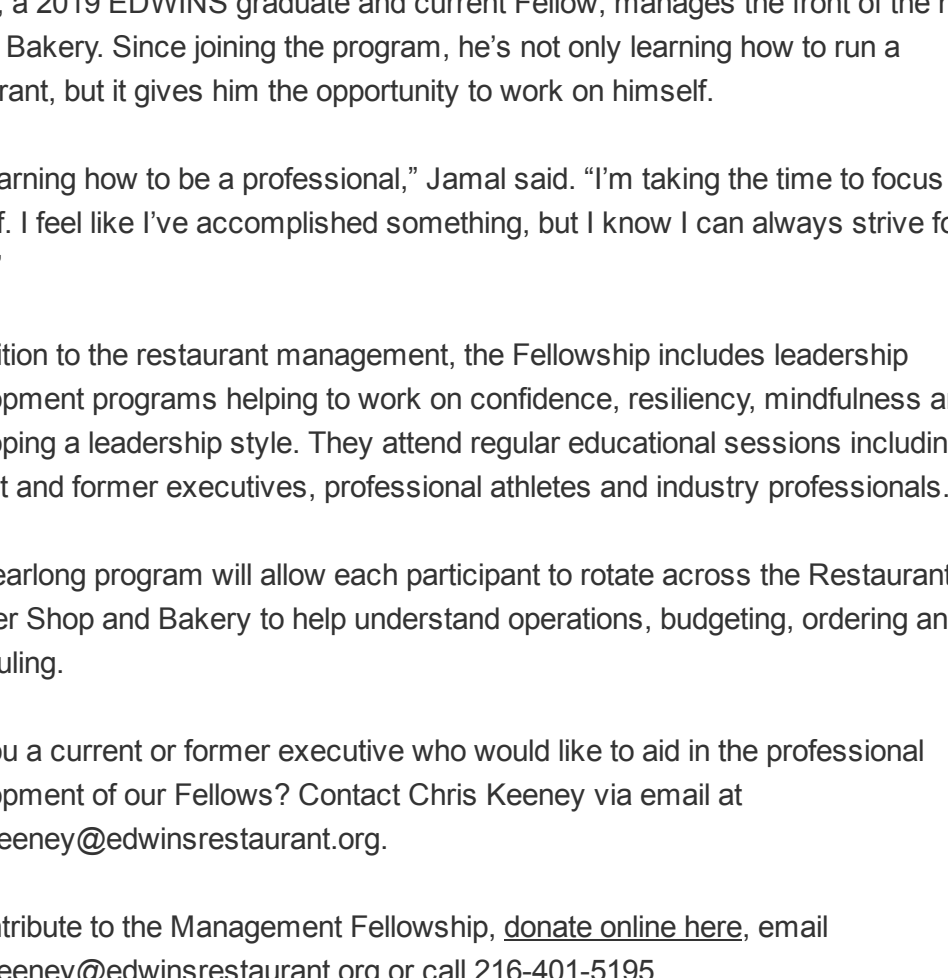 , a 2019 EDWINS graduate and current Fellow, manages the front of the
Bakery. Since joining the program, he’s not only learning how to run a
rant, but it gives him the opportunity to work on himself.
arning how to be a professional,” Jamal said. “I’m taking the time to focus
f. I feel like I’ve accomplished something, but I know I can always strive fo
”
ition to the restaurant management, the Fellowship includes leadership
opment programs helping to work on confidence, resiliency, mindfulness a
ping a leadership style. They attend regular educational sessions includin
t and former executives, professional athletes and industry professionals.
earlong program will allow each participant to rotate across the Restaurant
er Shop and Bakery to help understand operations, budgeting, ordering an
uling.
ou a current or former executive who would like to aid in the professional
opment of our Fellows? Contact Chris Keeney via email at
eeney@edwinsrestaurant.org.
ntribute to the Management Fellowship, donate online here, email
eeney@edwinsrestaurant.org or call 216-401-5195